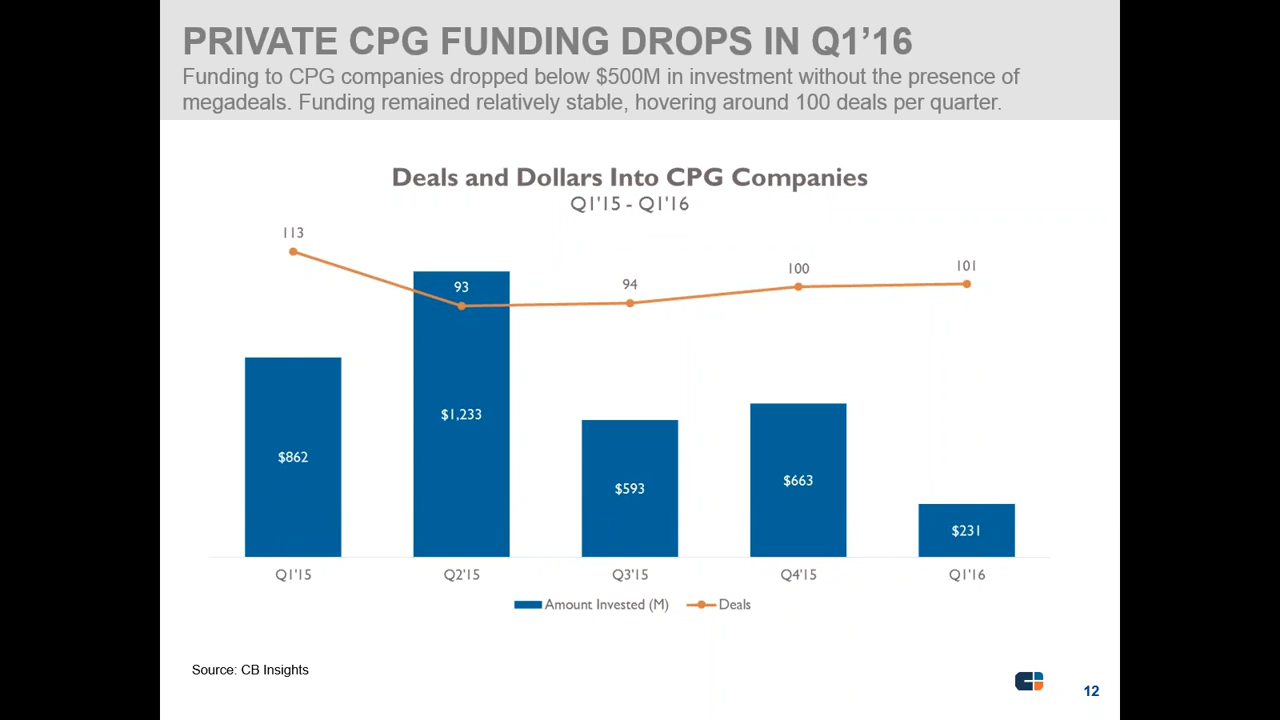 PRIVATE CPG FUNDING DROPS IN Q1’16
Funding to CPG companies dropped below $500M in investment without the presence of
megadeals. Funding remained relatively stable, hovering around 100 deals per quarter.
Deals and Dollars Into CPG Companies
Q1'15 - Q1'16
113
93
94
100
101
$862
$1,233
$593
$663
$231
Q1'15
Q2'15
Q3'15
Q4'15
Q1'16
Amount Invested (M)
Deals
Source: CB Insights
12